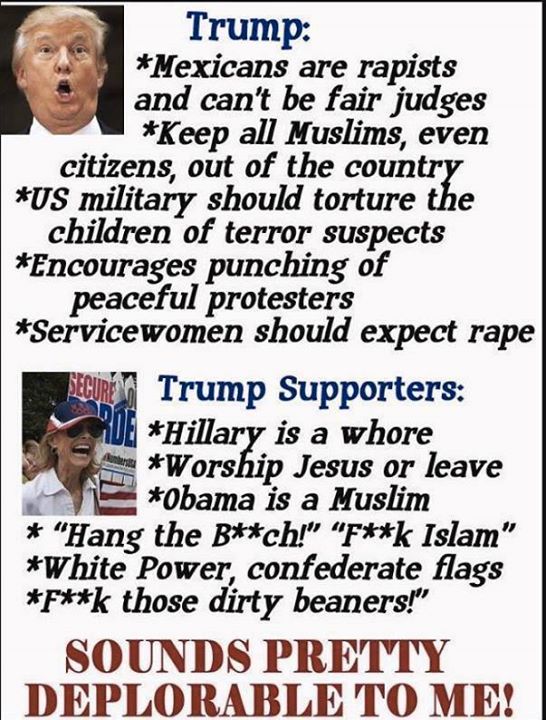 Trump:
*Mexicans are rapists
and can't be fair judges
*Keep all Muslims, even
citizens, out of the country
*US military should torture the
children of terror suspects
*Encourages punching of
peaceful protesters
*Servicewomen should expect rape
SECURE
RDE
NumbersUSA
Trump Supporters:
*Hillary is a whore
*Worship Jesus or leave
*Obama is a Muslim
* "Hang the B**ch!" "F**k Islam"
*White Power, confederate flags
*F**k those dirty beaners!"
SOUNDS PRETTY
DEPLORABLE TO ME!